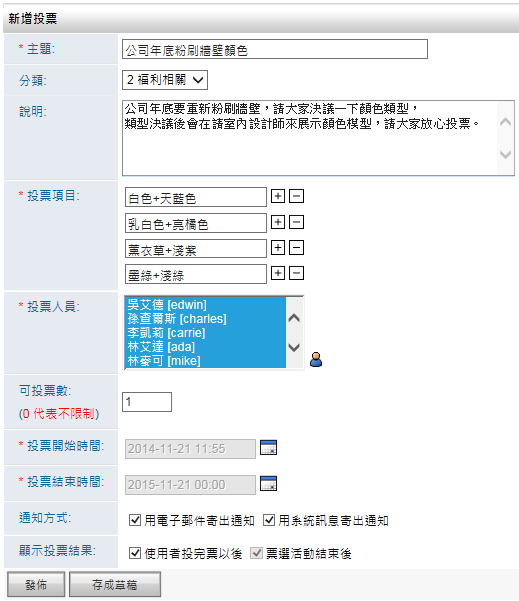 新增投票
* 主題:
公司年底粉刷牆壁顏色
分類:
2 福利相關
說明:
公司年底要重新粉刷牆壁，請大家決議一下顏色類型，
類型決議後會在請室內設計師來展示顏色模型，請大家放心投票。
* 投票項目:
白色+天藍色
乳白色+亮橘色
薰衣草+淺紫
墨綠+淺綠
* 投票人員:
吳艾德 [edwin]
孫查爾斯 [charles]
李凱莉 [carrie]
林艾達 [ada]
林麥可 [mike]
可投票數:
(0 代表不限制)
1
* 投票開始時間:
2014-11-21 11:55
* 投票結束時間:
2015-11-21 00:00
通知方式:
用電子郵件寄出通知 用系統訊息寄出通知
顯示投票結果:
使用者投完票以後 票選活動結束後
發佈 存成草稿